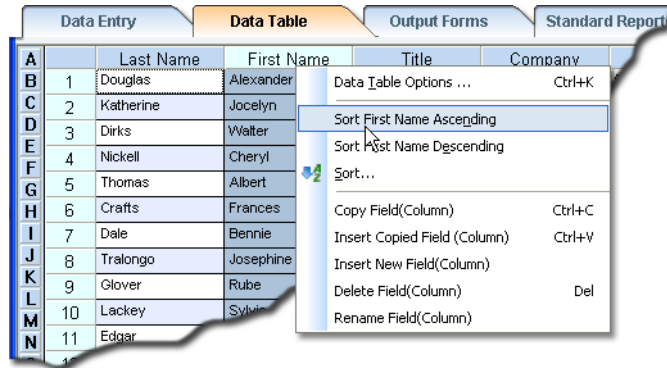 Data Entry Data Table Output Forms Standard Report
A Last Name First Name Title Company
B 1 Douglas Alexander
C 2 Katherine Jocelyn
D 3 Dirks Walter
E 4 Nickell Cheryl
F 5 Thomas Albert
G 6 Crafts Frances
H 7 Dale Bennie
I 8 Tralongo Josephine
J 9 Glover Rube
K 10 Lackey Sylvia
L 11 Edgar
M
N
Data Table Options ... Ctrl+K
Sort First Name Ascending
Sort First Name Descending
Sort...
Copy Field(Column) Ctrl+C
Insert Copied Field (Column) Ctrl+V
Insert New Field(Column)
Delete Field(Column) Del
Rename Field(Column)